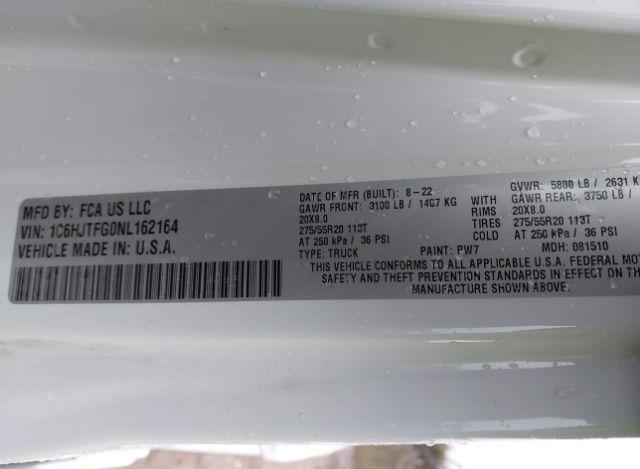 MFD BY: FCA US LLC
VIN: 1C6HJTFG0NL162164
VEHICLE MADE IN: U.S.A.
DATE OF MFR (BUILT): 8-22
GAWR FRONT: 3100 LB / 1407 KG WITH
20X8.0 RIMS
275/55R20 113T TIRES
AT 250 kPa / 36 PSI COLD
TYPE: TRUCK PAINT: PW7
GVWR: 5800 LB / 2631 K
GAWR REAR: 3750 LB /
20X8.0
275/55R20 113T
AT 250 kPa / 36 PSI
MDH: 081510
THIS VEHICLE CONFORMS TO ALL APPLICABLE U.S.A. FEDERAL MOT
SAFETY AND THEFT PREVENTION STANDARDS IN EFFECT ON THE
MANUFACTURE SHOWN ABOVE.